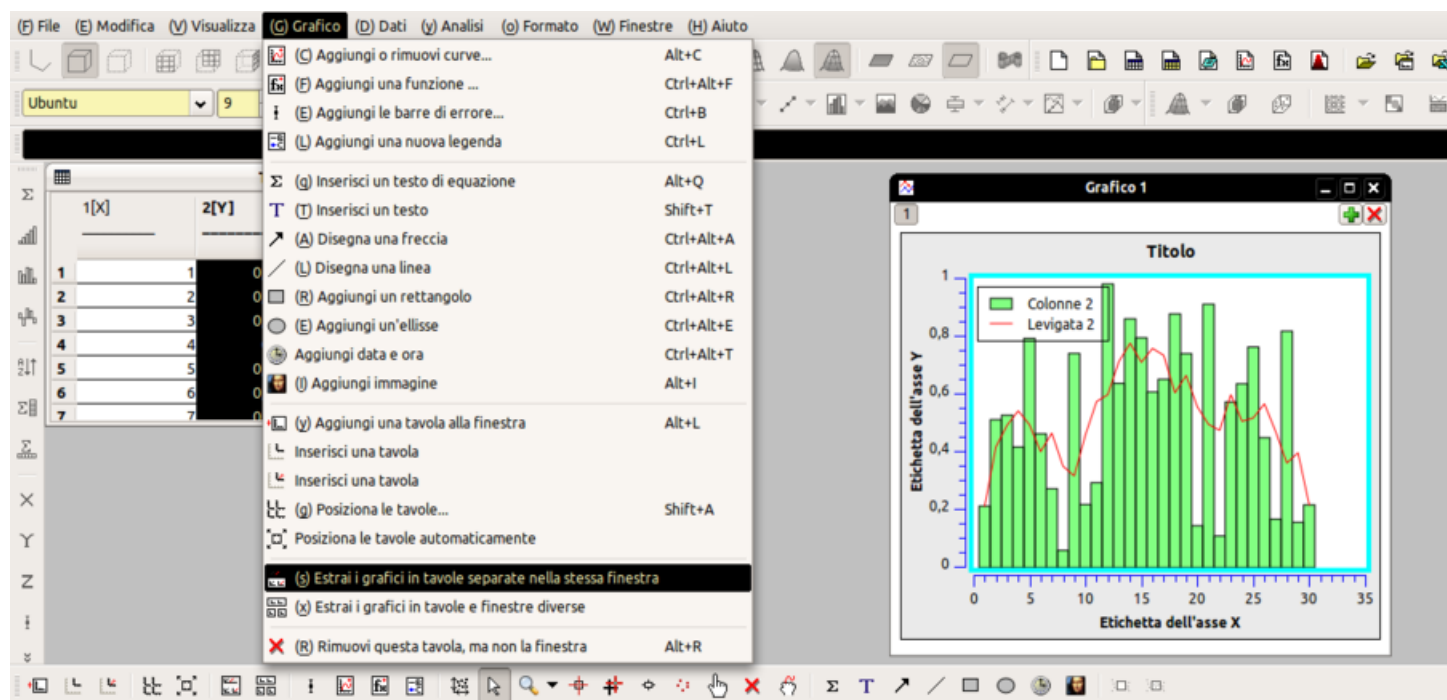 (F) File (E) Modifica (V) Visualizza (G) Grafico (D) Dati (y) Analisi (o) Formato (W) Finestre (H) Aiuto
Ubuntu 9
(C) Aggiungi o rimuovi curve... Alt+C
(F) Aggiungi una funzione ... Ctrl+Alt+F
(E) Aggiungi le barre di errore... Ctrl+B
(L) Aggiungi una nuova legenda Ctrl+L
(q) Inserisci un testo di equazione Alt+Q
(T) Inserisci un testo Shift+T
(A) Disegna una freccia Ctrl+Alt+A
(L) Disegna una linea Ctrl+Alt+L
(R) Aggiungi un rettangolo Ctrl+Alt+R
(E) Aggiungi un'ellisse Ctrl+Alt+E
Aggiungi data e ora Ctrl+Alt+T
(I) Aggiungi immagine Alt+I
(y) Aggiungi una tavola alla finestra Alt+L
Inserisci una tavola
Inserisci una tavola
(g) Posiziona le tavole... Shift+A
Posiziona le tavole automaticamente
(s) Estrai i grafici in tavole separate nella stessa finestra
(x) Estrai i grafici in tavole e finestre diverse
(R) Rimuovi questa tavola, ma non la finestra Alt+R
1[X] 2[Y]
1 1 0
2 2 0
3 3 0
4 4
5 5 0
6 6 0
7 7 0
Grafico 1
1
Titolo
Colonne 2
Levigata 2
Etichetta dell'asse Y
1
0,8
0,6
0,4
0,2
0
0 5 10 15 20 25 30 35
Etichetta dell'asse X